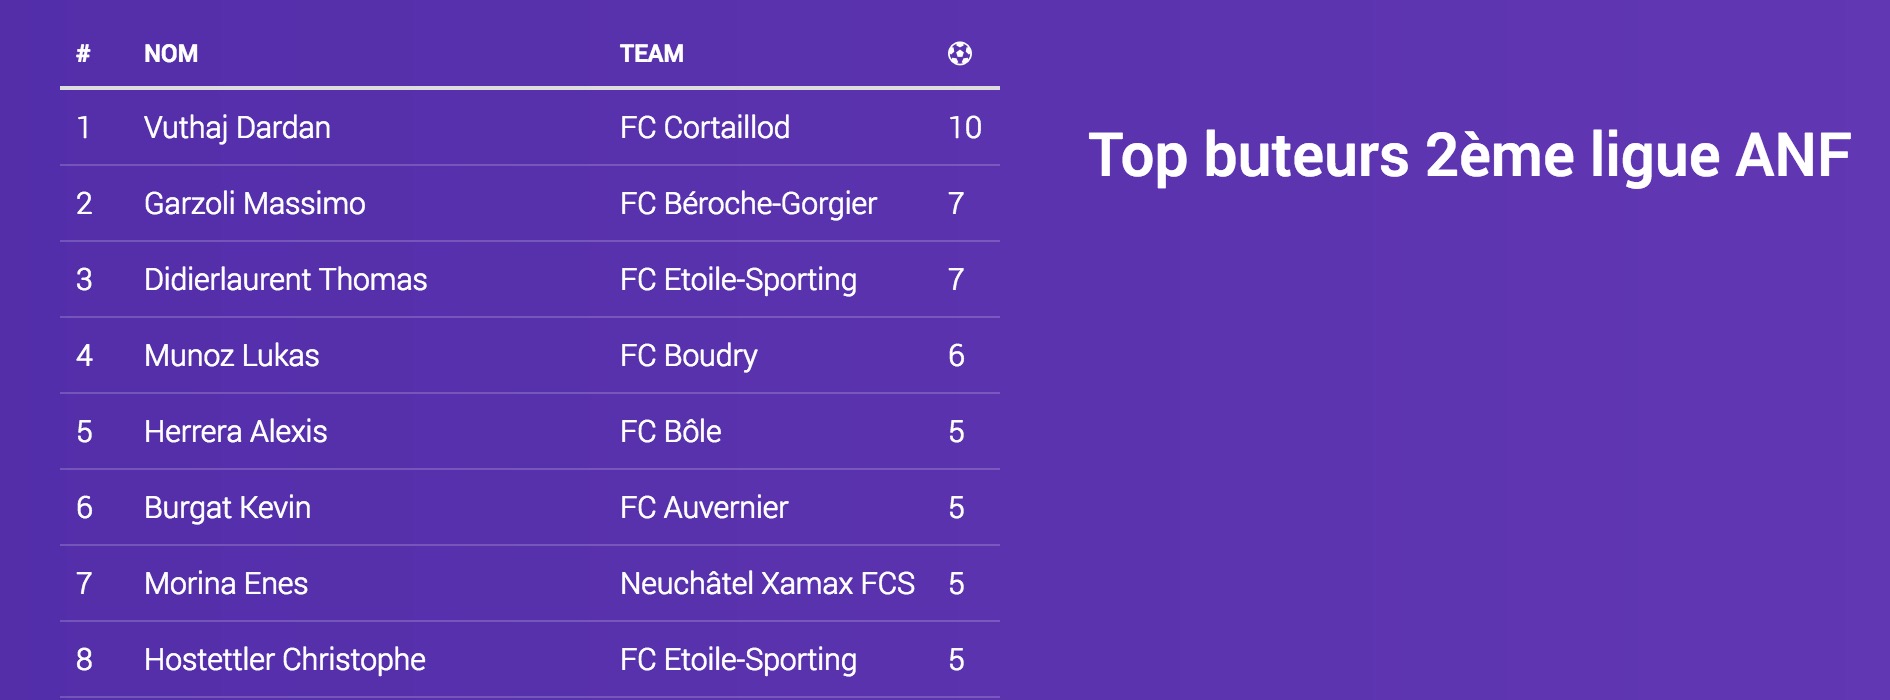 # NOM TEAM
1 Vuthaj Dardan FC Cortaillod 10
2 Garzoli Massimo FC Béroche-Gorgier 7
3 Didierlaurent Thomas FC Etoile-Sporting 7
4 Munoz Lukas FC Boudry 6
5 Herrera Alexis FC Bôle 5
6 Burgat Kevin FC Auvernier 5
7 Morina Enes Neuchâtel Xamax FCS 5
8 Hostettler Christophe FC Etoile-Sporting 5
Top buteurs 2ème ligue ANF